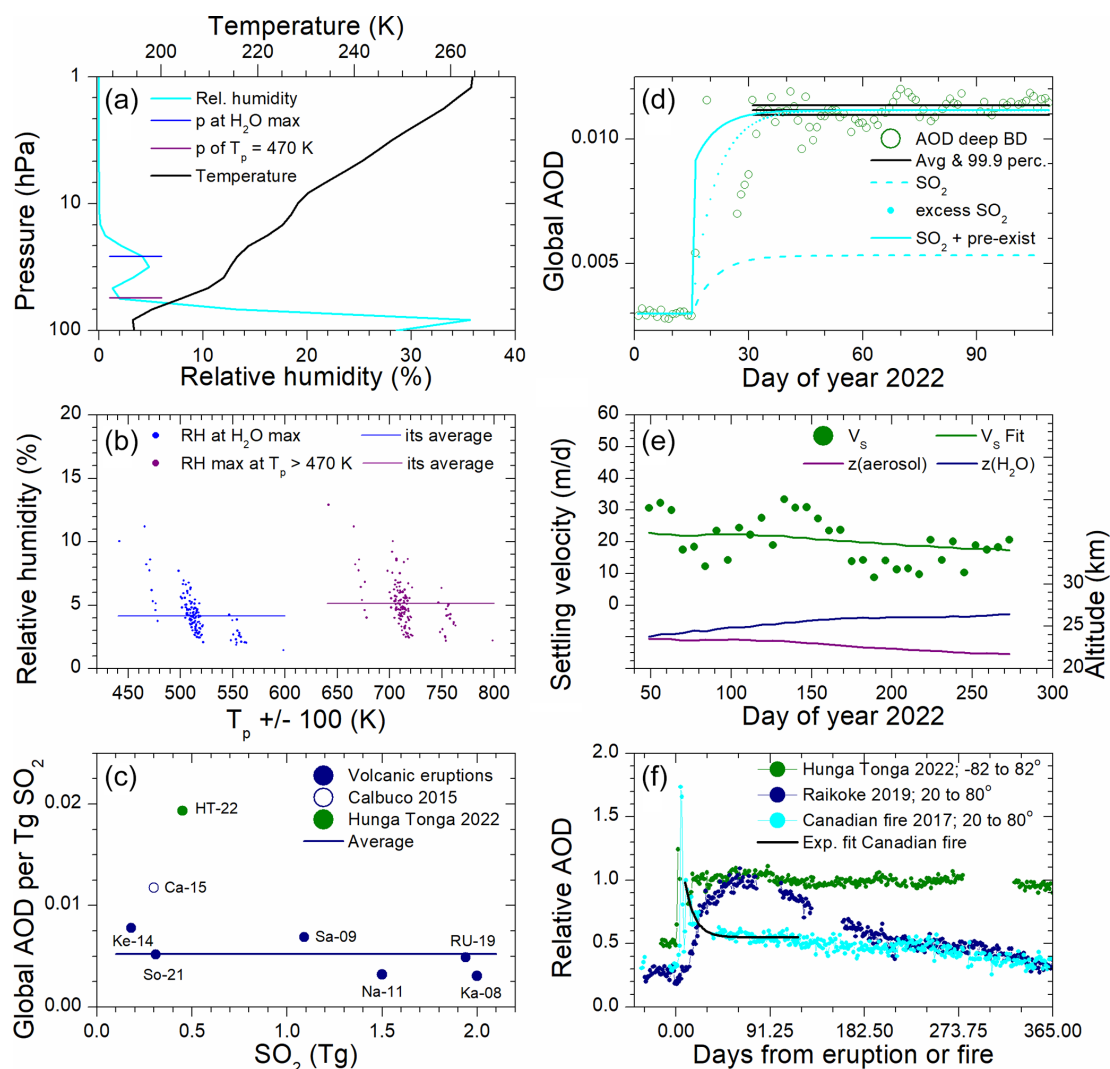 Temperature (K)
200 220 240 260
1
10
100
Pressure (hPa)
(a)
Rel. humidity
p at H2O max
p of Tp = 470 K
Temperature
0 10 20 30 40
Relative humidity (%)
(d)
0.010
0.005
Global AOD
AOD deep BD
Avg & 99.9 perc.
SO2
excess SO2
SO2 + pre-exist
0 30 60 90
Day of year 2022
(b)
20
15
10
5
0
Relative humidity (%)
RH at H2O max
its average
RH max at Tp > 470 K
its average
450 500 550 600 650 700 750 800
Tp +/- 100 (K)
(e)
60
50
40
30
20
10
0
Setting velocity (m/d)
VS
VS Fit
z(aerosol)
z(H2O)
30
25
20
Altitude (km)
50 100 150 200 250 300
Day of year 2022
(c)
0.02
0.01
0.00
Global AOD per Tg SO2
Volcanic eruptions
Calbuco 2015
Hunga Tonga 2022
Average
HT-22
Ca-15
Ke-14
So-21
Sa-09
Na-11
RU-19
Ka-08
0.0 0.5 1.0 1.5 2.0
SO2 (Tg)
(f)
2.0
1.5
1.0
0.5
0.0
Relative AOD
Hunga Tonga 2022; -82 to 82o
Raikoke 2019; 20 to 80o
Canadian fire 2017; 20 to 80o
Exp. fit Canadian fire
0.00 91.25 182.50 273.75 365.00
Days from eruption or fire